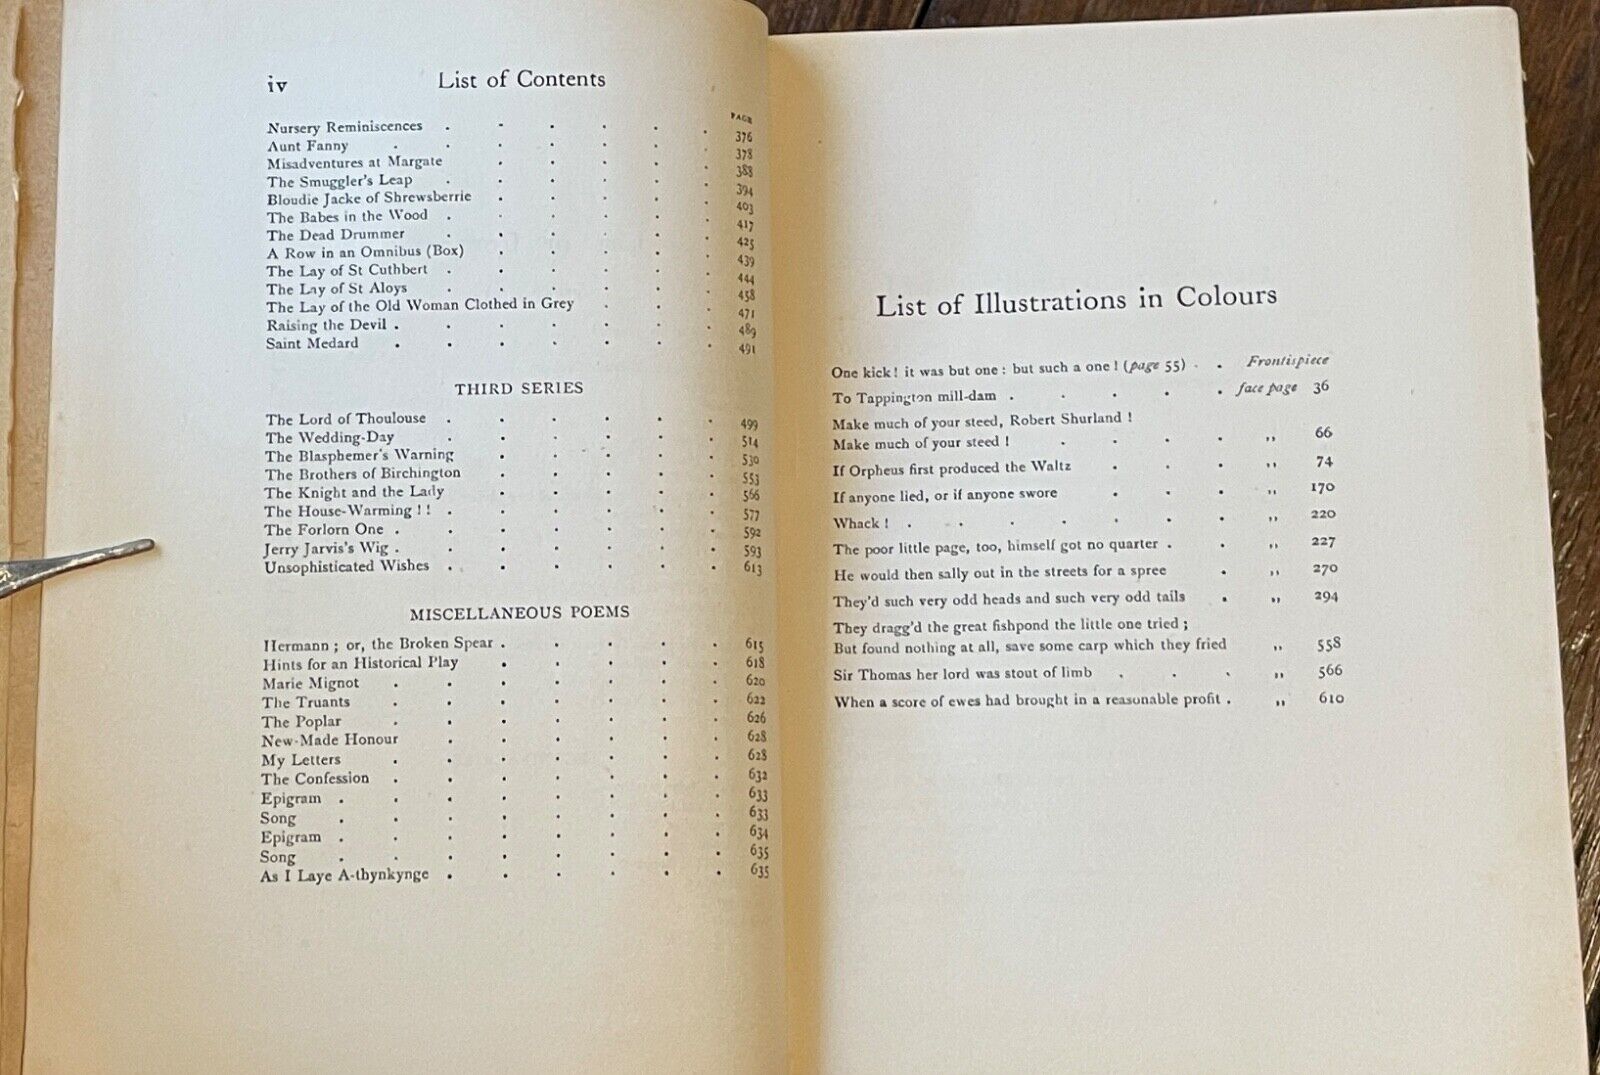 iv List of Contents
PAGE
Nursery Reminiscences . . . . . . 376
Aunt Fanny . . . . . . . 378
Misadventures at Margate . . . . . 388
The Smuggler's Leap . . . . . . 394
Bloudie Jacke of Shrewsberrie . . . . . 403
The Babes in the Wood . . . . . . 417
The Dead Drummer . . . . . . 425
A Row in an Omnibus (Box) . . . . . 439
The Lay of St Cuthbert . . . . . . 444
The Lay of St Aloys . . . . . . 458
The Lay of the Old Woman Clothed in Grey . . . 471
Raising the Devil . . . . . . . 489
Saint Medard . . . . . . . 491
THIRD SERIES
The Lord of Thoulouse . . . . . . 499
The Wedding-Day . . . . . . 514
The Blasphemer's Warning . . . . . 530
The Brothers of Birchington . . . . . 553
The Knight and the Lady . . . . . 566
The House-Warming ! ! . . . . . . 577
The Forlorn One . . . . . . . 592
Jerry Jarvis's Wig . . . . . . . 593
Unsophisticated Wishes . . . . . . 613
MISCELLANEOUS POEMS
Hermann ; or, the Broken Spear . . . . . 615
Hints for an Historical Play . . . . . 618
Marie Mignot . . . . . . . 620
The Truants . . . . . . . 622
The Poplar . . . . . . . 626
New-Made Honour . . . . . . 628
My Letters . . . . . . . 628
The Confession . . . . . . . 632
Epigram . . . . . . . . 633
Song . . . . . . . . 633
Epigram . . . . . . . . 634
Song . . . . . . . . 635
As I Laye A-thynkynge . . . . . . 635
List of Illustrations in Colours
One kick ! it was but one : but such a one ! (page 55) . . Frontispiece
To Tappington mill-dam . . . . . face page 36
Make much of your steed, Robert Shurland !
Make much of your steed ! . . . . ,, 66
If Orpheus first produced the Waltz . . . ,, 74
If anyone lied, or if anyone swore . . . ,, 170
Whack ! . . . . . . . ,, 220
The poor little page, too, himself got no quarter . . ,, 227
He would then sally out in the streets for a spree . ,, 270
They'd such very odd heads and such very odd tails . ,, 294
They dragg'd the great fishpond the little one tried ;
But found nothing at all, save some carp which they fried ,, 558
Sir Thomas her lord was stout of limb . . . ,, 566
When a score of ewes had brought in a reasonable profit . ,, 610